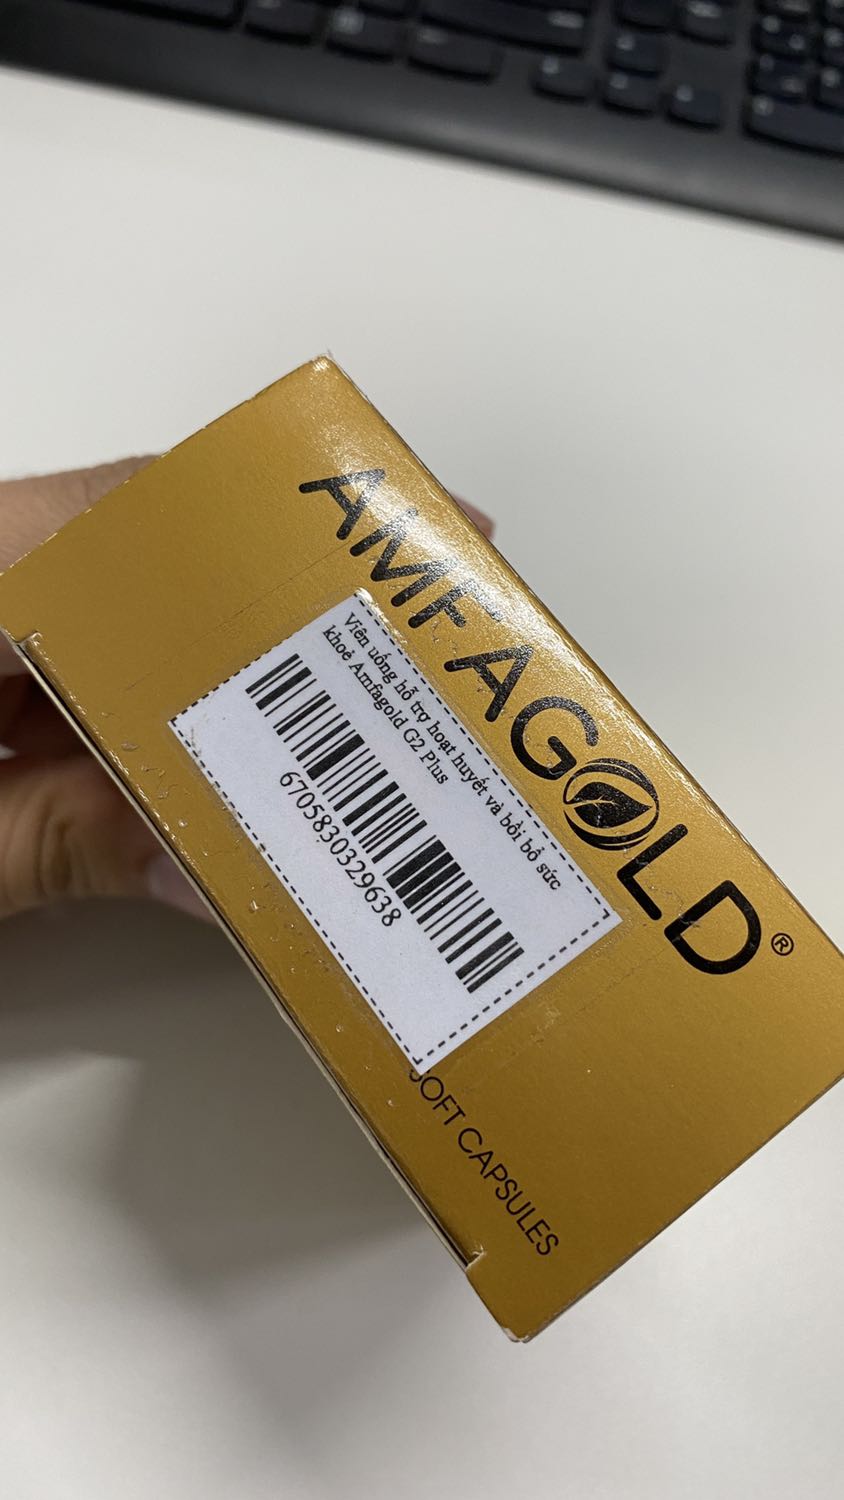 AMFAGOLD®
Viên uống hỗ trợ hoạt huyết và bồi bổ sức
khoẻ Amfagold G2 Plus
6705830329638
SOFT CAPSULES